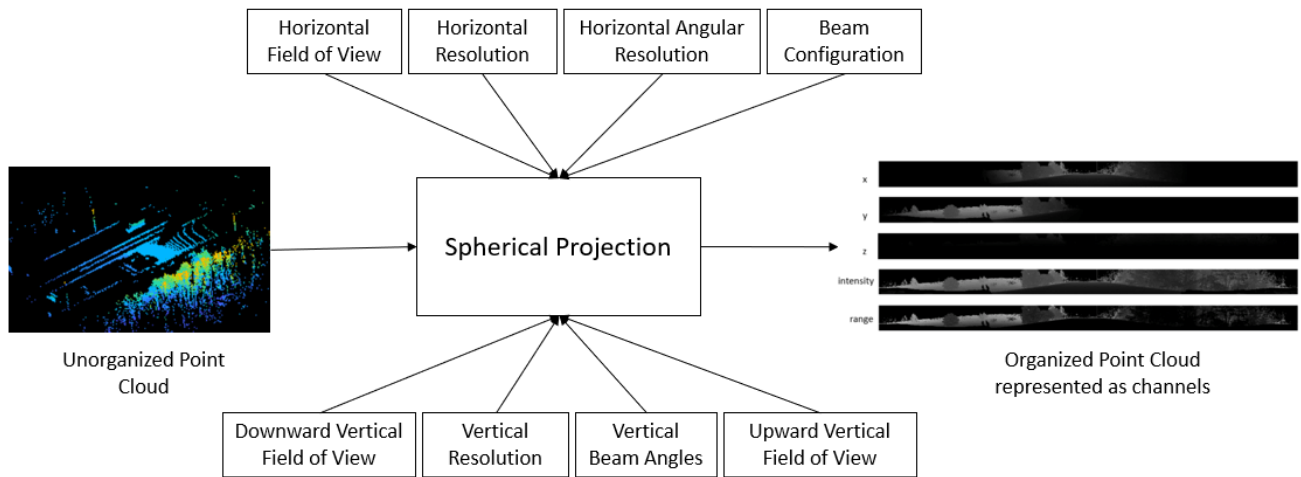 Horizontal
Field of View
Horizontal
Resolution
Horizontal Angular
Resolution
Beam
Configuration
Spherical Projection
Unorganized Point
Cloud
x
y
z
intensity
range
Organized Point Cloud
represented as channels
Downward Vertical
Field of View
Vertical
Resolution
Vertical
Beam Angles
Upward Vertical
Field of View